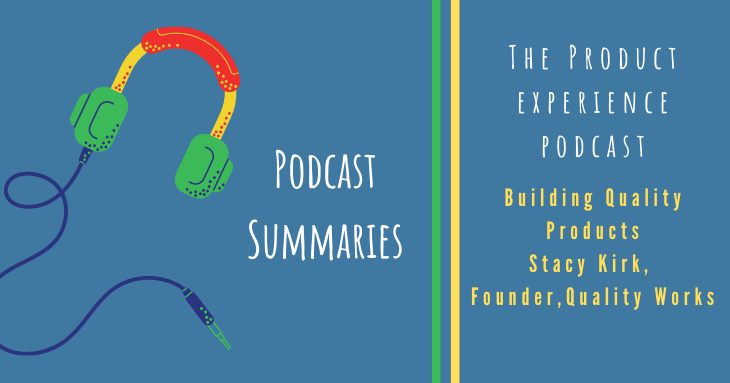 Podcast
Summaries
The Product
experience
podcast
Building Quality
Products
Stacy Kirk,
Founder,Quality Works